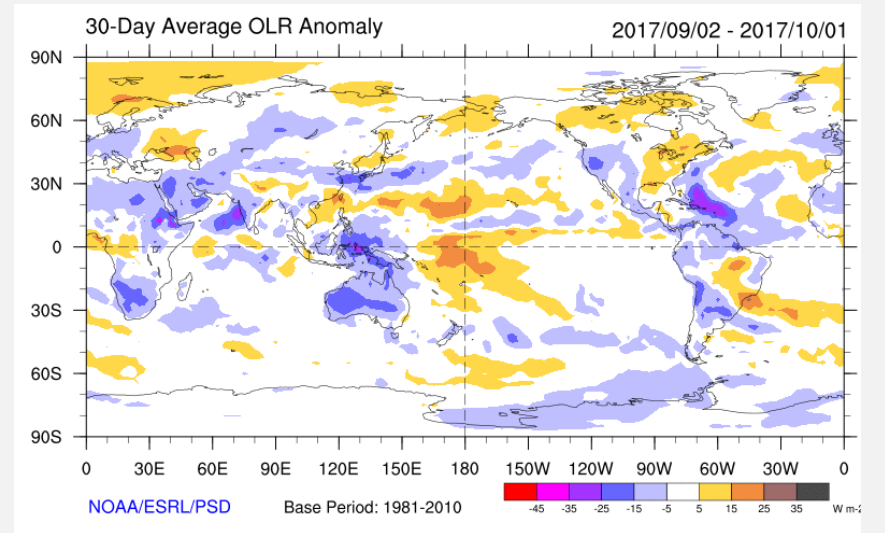 30-Day Average OLR Anomaly 2017/09/02 - 2017/10/01
90N
60N
30N
0
30S
60S
90S
0 30E 60E 90E 120E 150E 180 150W 120W 90W 60W 30W 0
NOAA/ESRL/PSD Base Period: 1981-2010
-45 -35 -25 -15 -5 5 15 25 35 W m-2